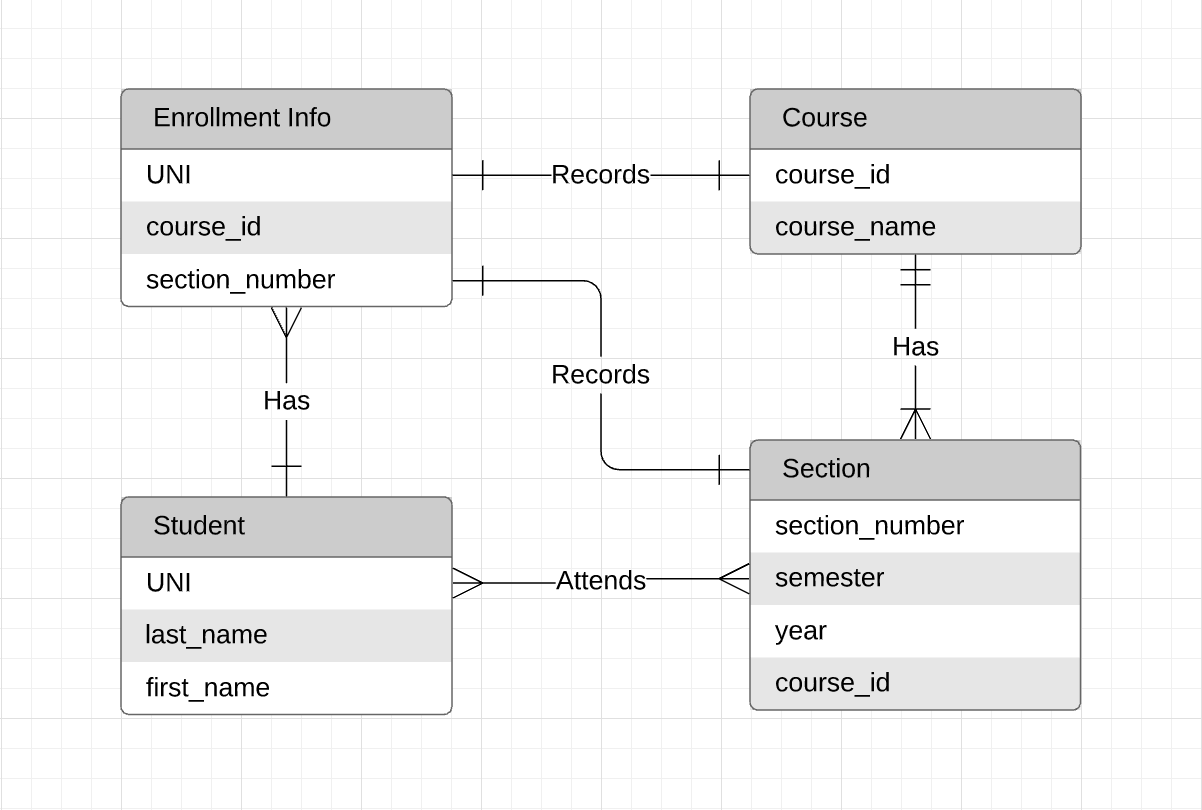 Enrollment Info
UNI
course_id
section_number
Records
Course
course_id
course_name
Has
Records
Has
Student
UNI
last_name
first_name
Attends
Section
section_number
semester
year
course_id